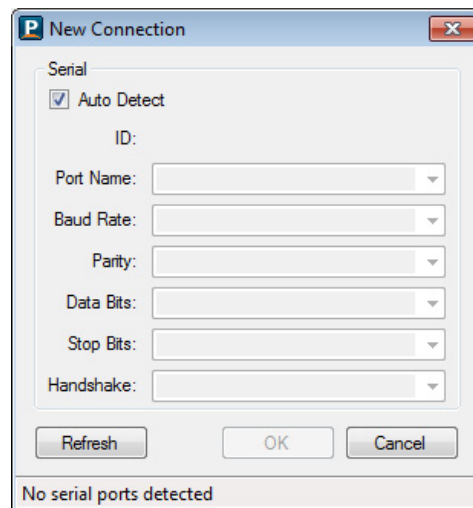 P New Connection
Serial
Auto Detect
ID:
Port Name:
Baud Rate:
Parity:
Data Bits:
Stop Bits:
Handshake:
Refresh OK Cancel
No serial ports detected